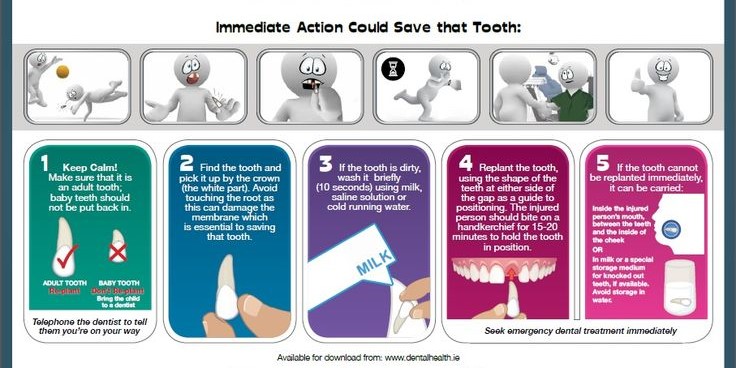 Immediate Action Could Save that Tooth:
1 Keep Calm!
Make sure that it is
an adult tooth;
baby teeth should
not be put back in.
ADULT TOOTH
Re-plant
BABY TOOTH
Don't Re-plant
Bring the child
to a dentist
Telephone the dentist to tell
them you're on your way
2 Find the tooth and
pick it up by the crown
(the white part). Avoid
touching the root as
this can damage the
membrane which
is essential to saving
that tooth.
3 If the tooth is dirty,
wash it briefly
(10 seconds) using milk,
saline solution or
cold running water.
MILK
4 Replant the tooth,
using the shape of the
teeth at either side of
the gap as a guide to
positioning. The injured
person should bite on a
handkerchief for 15-20
minutes to hold the tooth
in position.
5 If the tooth cannot
be replanted immediately,
it can be carried:
Inside the injured
person's mouth,
between the teeth
and the inside of
the cheek
OR
In milk or a special
storage medium
for knocked out
teeth, if available.
Avoid storage in
water.
Seek emergency dental treatment immediately
Available for download from: www.dentalhealth.ie